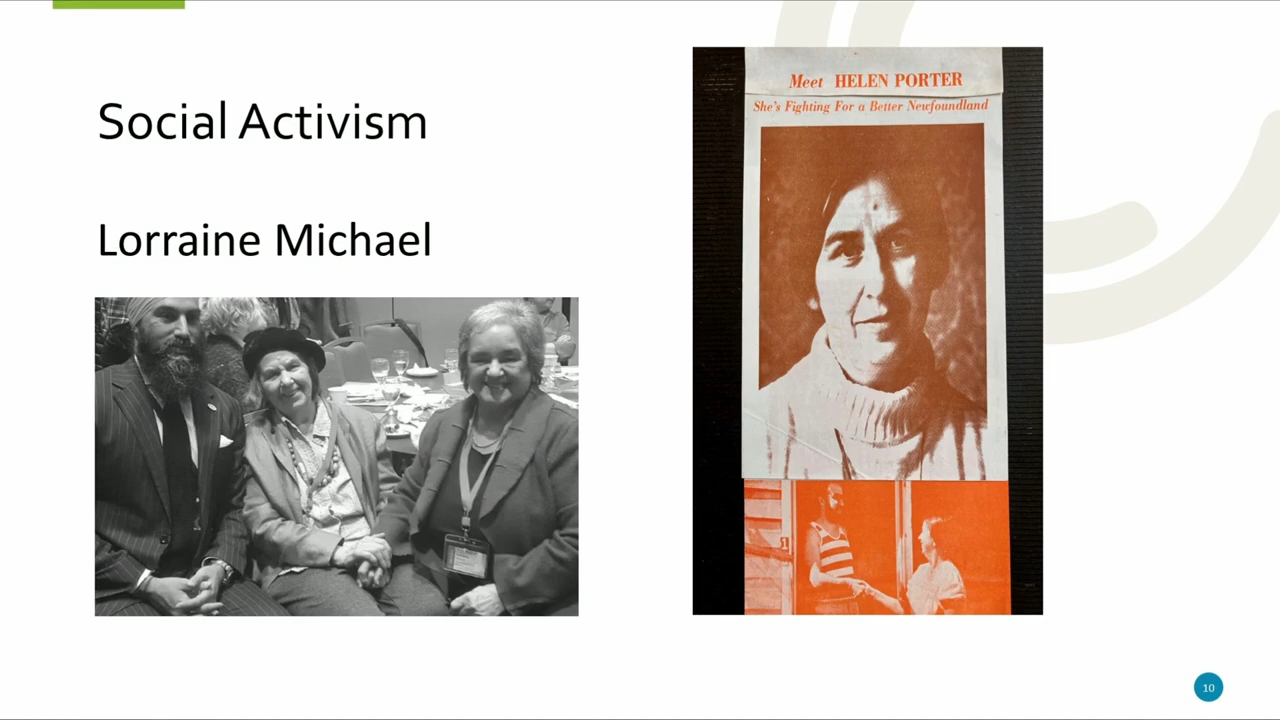 Social Activism
Lorraine Michael
Meet HELEN PORTER
She's Fighting For a Better Newfoundland
10